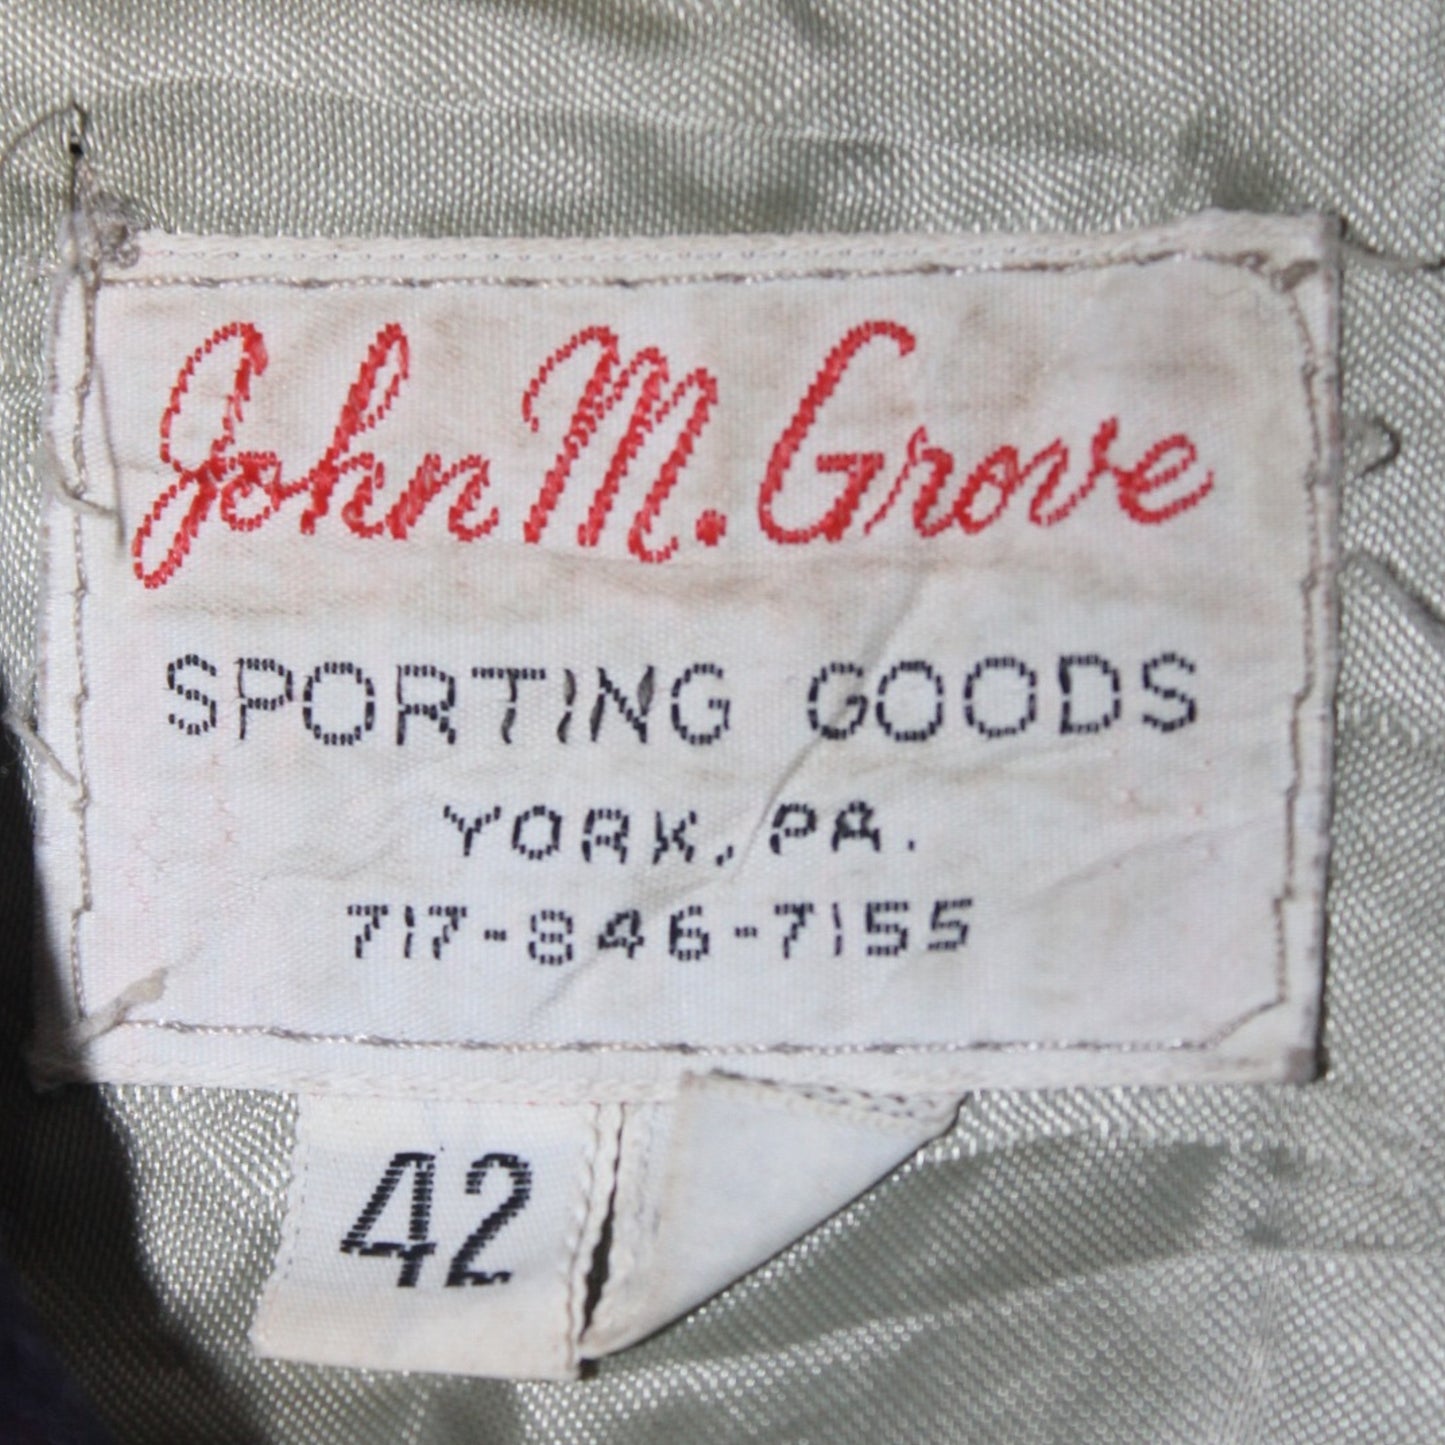 John M. Grove
SPORTING GOODS
YORK, PA.
717-846-7155
42